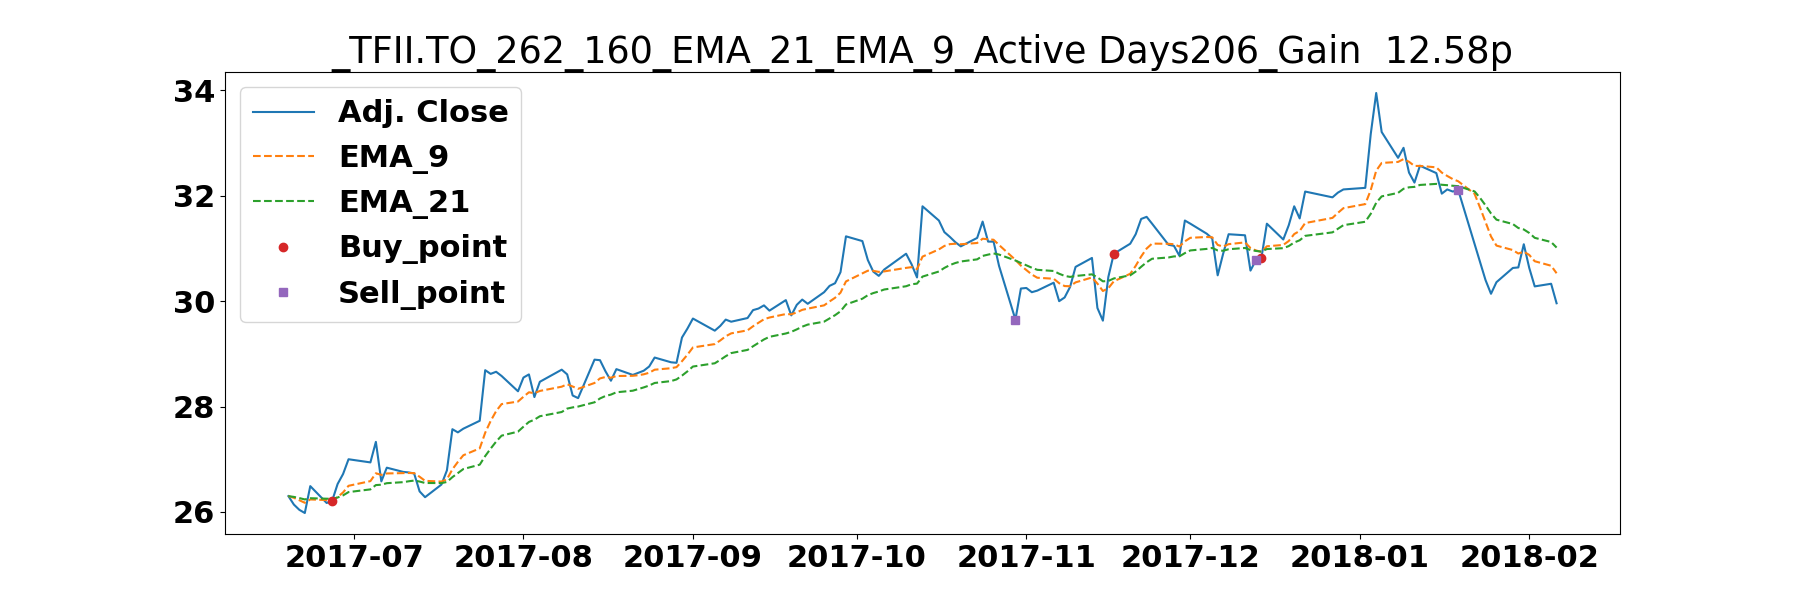 _TFII.TO_262_160_EMA_21_EMA_9_Active Days206_Gain  12.58p
34
32
30
28
26
Adj. Close
EMA_9
EMA_21
Buy_point
Sell_point
2017-07 2017-08 2017-09 2017-10 2017-11 2017-12 2018-01 2018-02